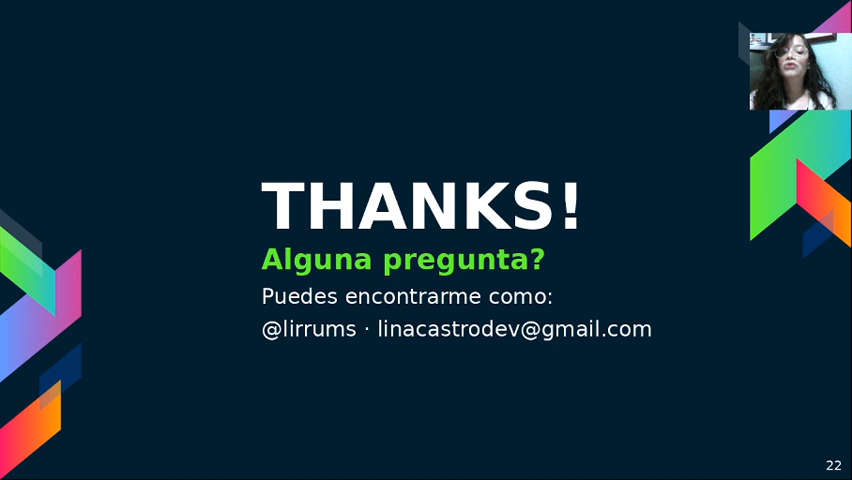 THANKS!
Alguna pregunta?
Puedes encontrarme como:
@lirrums · linacastrodev@gmail.com
22